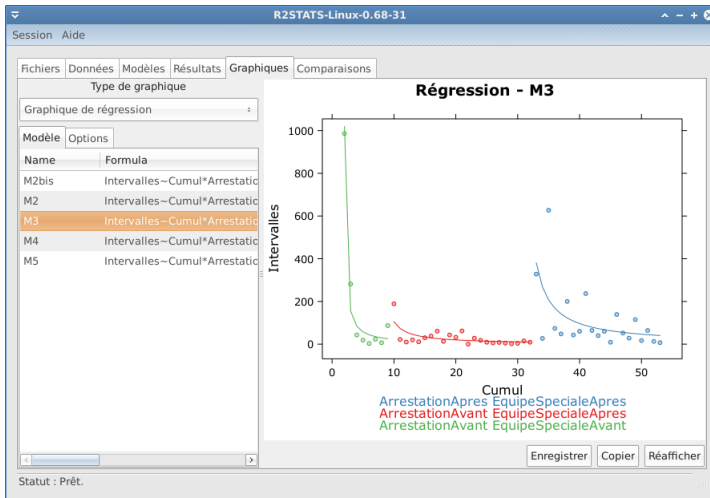 R2STATS-Linux-0.68-31
Session Aide
Fichiers Données Modèles Résultats Graphiques Comparaisons
Type de graphique
Graphique de régression
Modèle Options
Name Formula
M2bis Intervalles~Cumul*Arrestatic
M2 Intervalles~Cumul*Arrestatic
M3 Intervalles~Cumul*Arrestatic
M4 Intervalles~Cumul*Arrestatic
M5 Intervalles~Cumul*Arrestatic
Régression - M3
Intervalles
1000
800
600
400
200
0
0 10 20 30 40 50
Cumul
ArrestationApres EquipeSpecialeApres
ArrestationAvant EquipeSpecialeApres
ArrestationAvant EquipeSpecialeAvant
Enregistrer Copier Réafficher
Statut : Prêt.